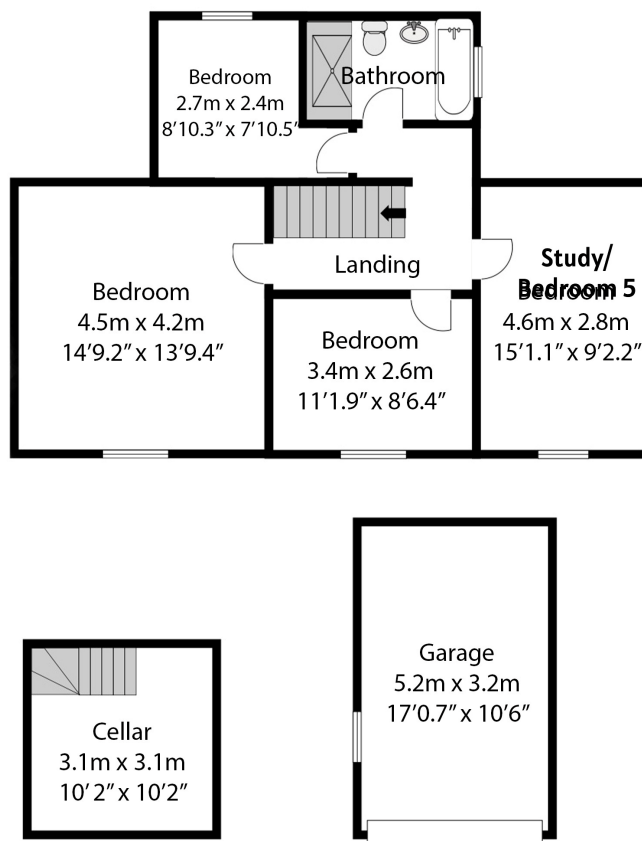 Bedroom
2.7m x 2.4m
8'10.3" x 7'10.5"
Bathroom
Bedroom
4.5m x 4.2m
14'9.2" x 13'9.4"
Landing
Bedroom
3.4m x 2.6m
11'1.9" x 8'6.4"
Study/
Bedroom 5
Bedroom
4.6m x 2.8m
15'1.1" x 9'2.2"
Cellar
3.1m x 3.1m
10'2" x 10'2"
Garage
5.2m x 3.2m
17'0.7" x 10'6"